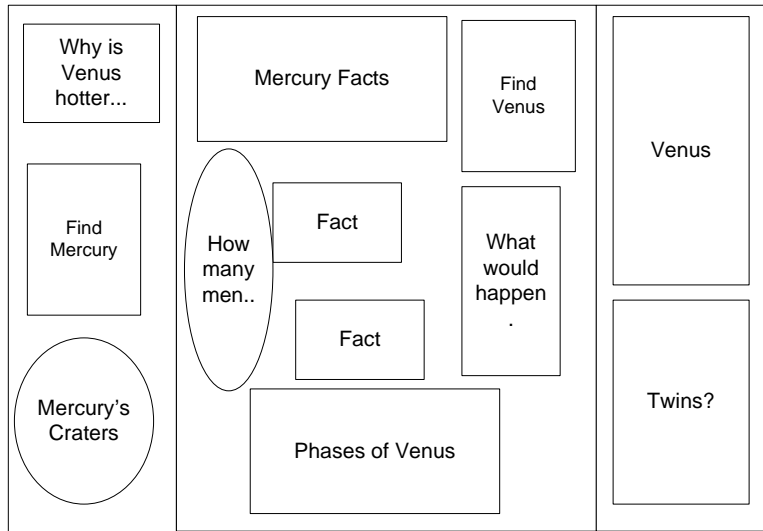 Why is
Venus
hotter...
Find
Mercury
Mercury's
Craters
Mercury Facts
Find
Venus
How
many
men..
Fact
Fact
What
would
happen
.
Phases of Venus
Venus
Twins?